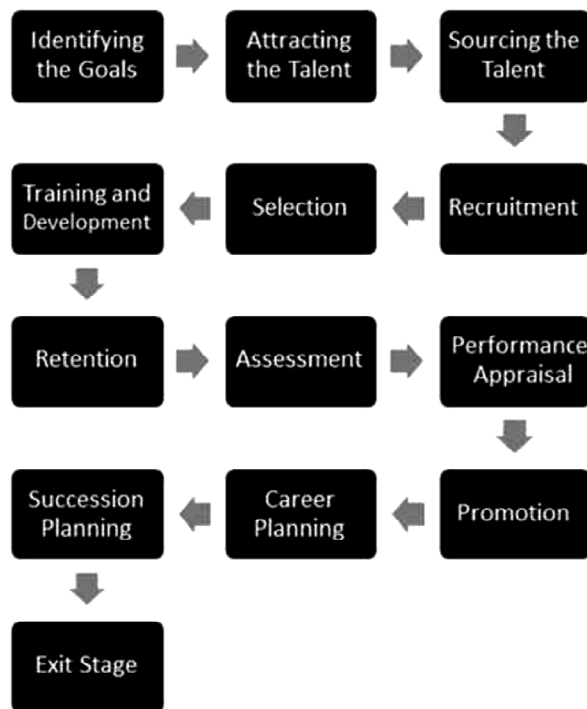 Identifying
the Goals
Attracting
the Talent
Sourcing the
Talent
Recruitment
Selection
Training and
Development
Retention
Assessment
Performance
Appraisal
Promotion
Career
Planning
Succession
Planning
Exit Stage